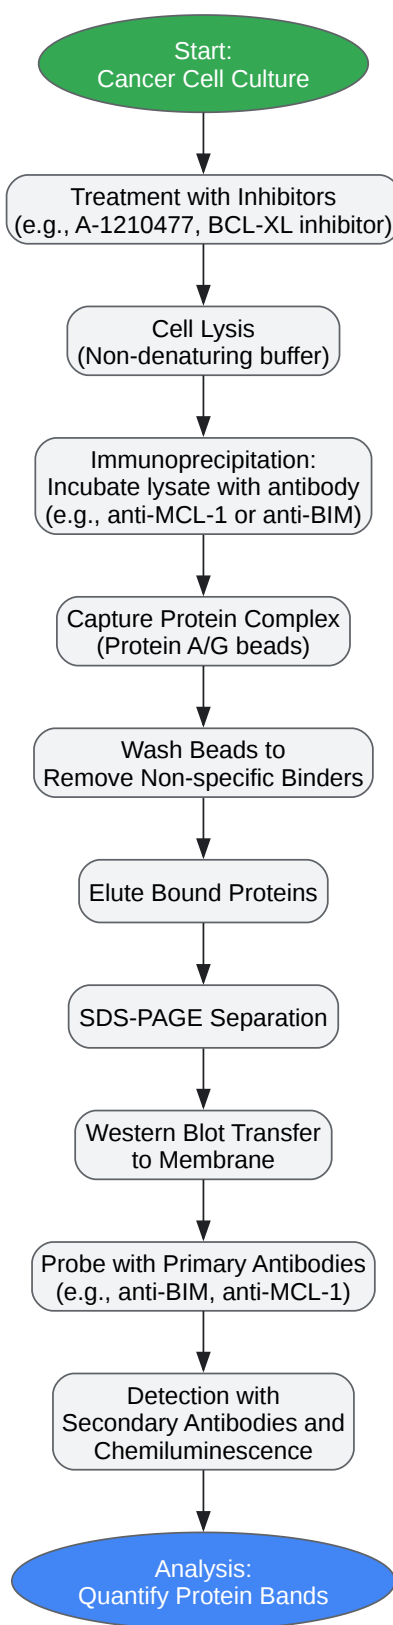 Start:
Cancer Cell Culture
Treatment with Inhibitors
(e.g., A-1210477, BCL-XL inhibitor)
Cell Lysis
(Non-denaturing buffer)
Immunoprecipitation:
Incubate lysate with antibody
(e.g., anti-MCL-1 or anti-BIM)
Capture Protein Complex
(Protein A/G beads)
Wash Beads to
Remove Non-specific Binders
Elute Bound Proteins
SDS-PAGE Separation
Western Blot Transfer
to Membrane
Probe with Primary Antibodies
(e.g., anti-BIM, anti-MCL-1)
Detection with
Secondary Antibodies and
Chemiluminescence
Analysis:
Quantify Protein Bands